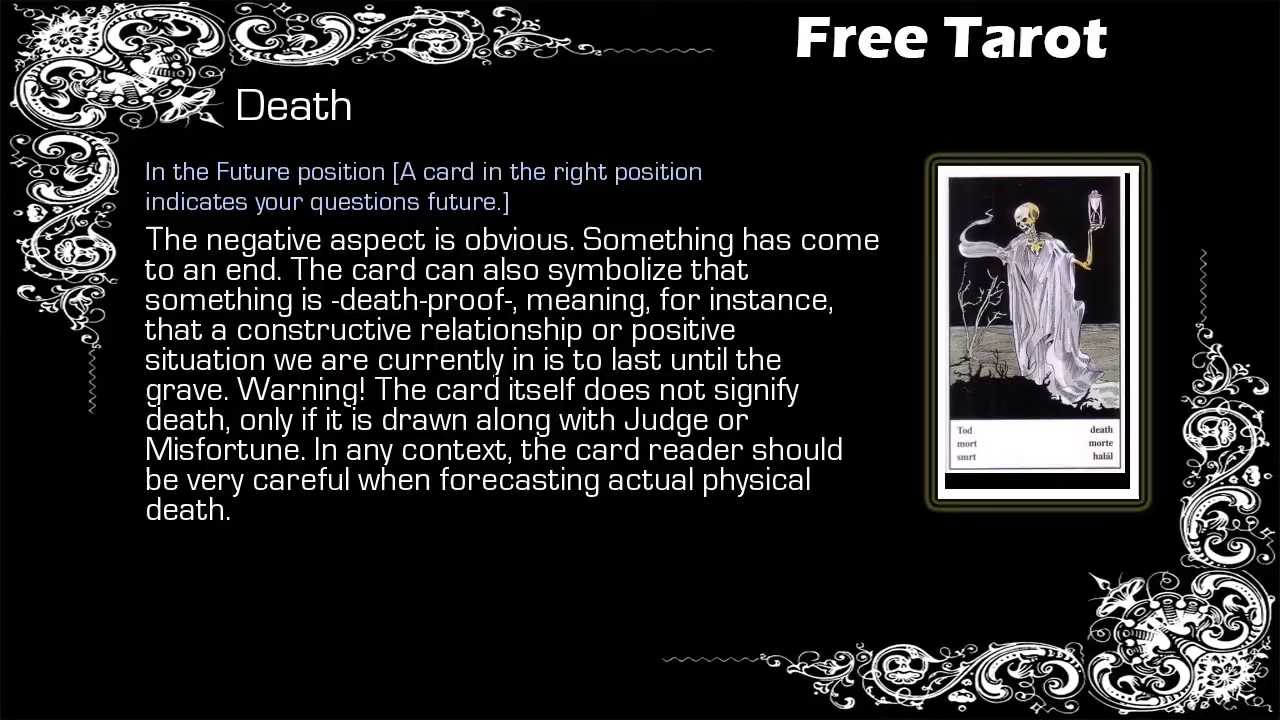 Free Tarot
Death
In the Future position [A card in the right position
indicates your questions future.]
The negative aspect is obvious. Something has come
to an end. The card can also symbolize that
something is -death-proof-, meaning, for instance,
that a constructive relationship or positive
situation we are currently in is to last until the
grave. Warning! The card itself does not signify
death, only if it is drawn along with Judge or
Misfortune. In any context, the card reader should
be very careful when forecasting actual physical
death.
Tod death
mort morte
smrt halál